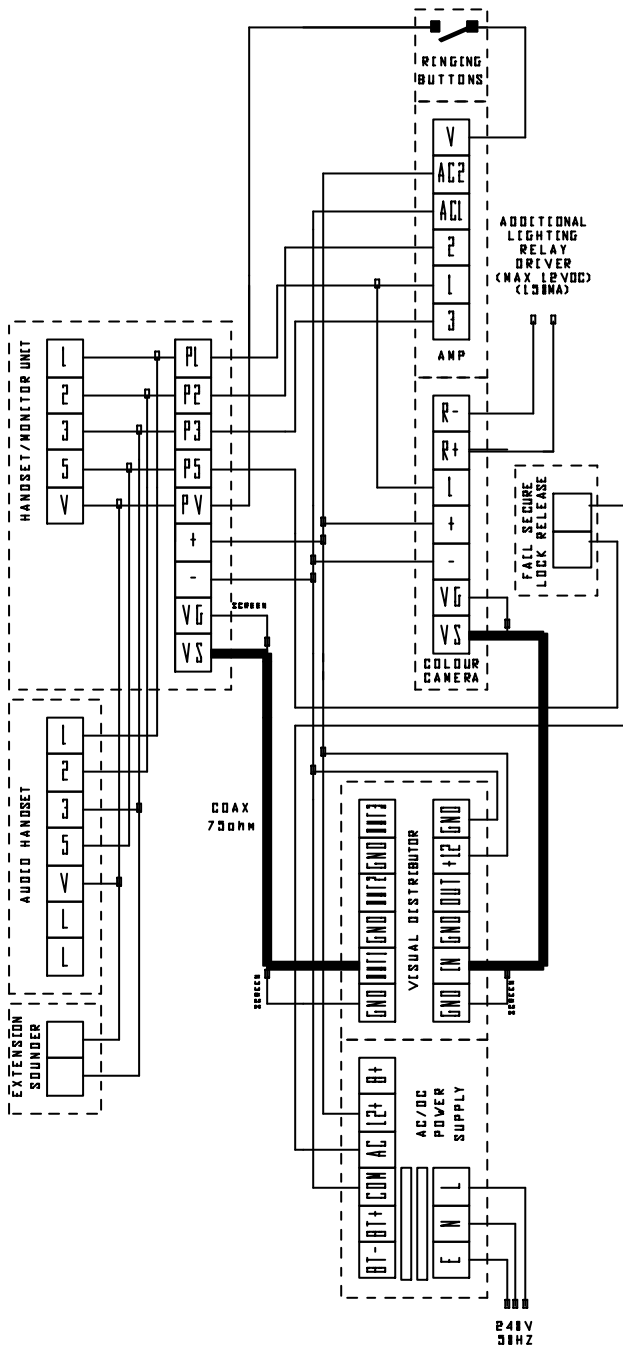 RINGING
BUTTONS
V
AC2
AC1
2
1
3
AMP
ADDITIONAL
LIGHTING
RELAY
DRIVER
(MAX 12VDC)
(150MA)
HANDSET/MONITOR UNIT
1
2
3
5
V
P1
P2
P3
P5
PV
+
-
VG
VS
SCREEN
R-
R+
1
+
-
VG
VS
COLOUR
CAMERA
FAIL SECURE
LOCK RELEASE
AUDIO HANDSET
1
2
3
5
V
L
L
COAX
75ohm
VISUAL DISTRIBUTOR
OUT3
GND
OUT2
GND
OUT1
GND
GND
+12
OUT
GND
IN
GND
SCREEN
SCREEN
EXTENSION
SOUNDER
AC/DC
POWER
SUPPLY
B+
12+
AC
COM
BT+
BT-
L
N
E
240V
50HZ